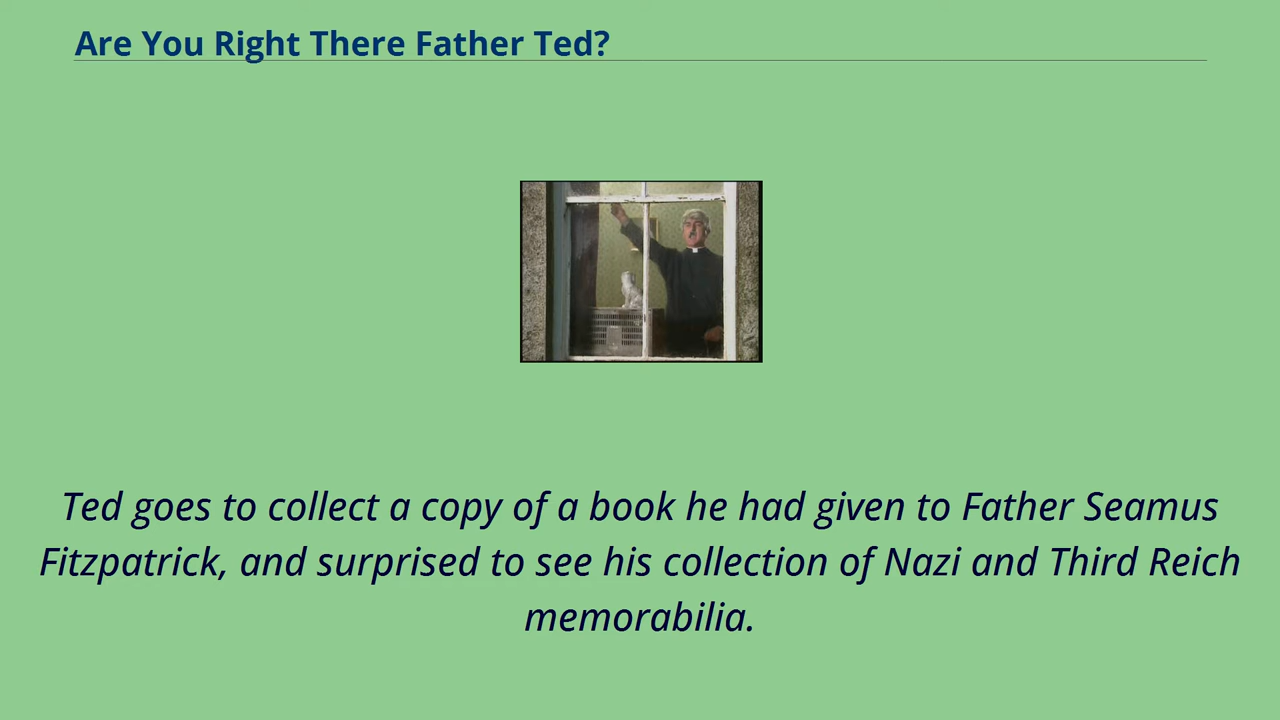 Are You Right There Father Ted?
Ted goes to collect a copy of a book he had given to Father Seamus
Fitzpatrick, and surprised to see his collection of Nazi and Third Reich
memorabilia.